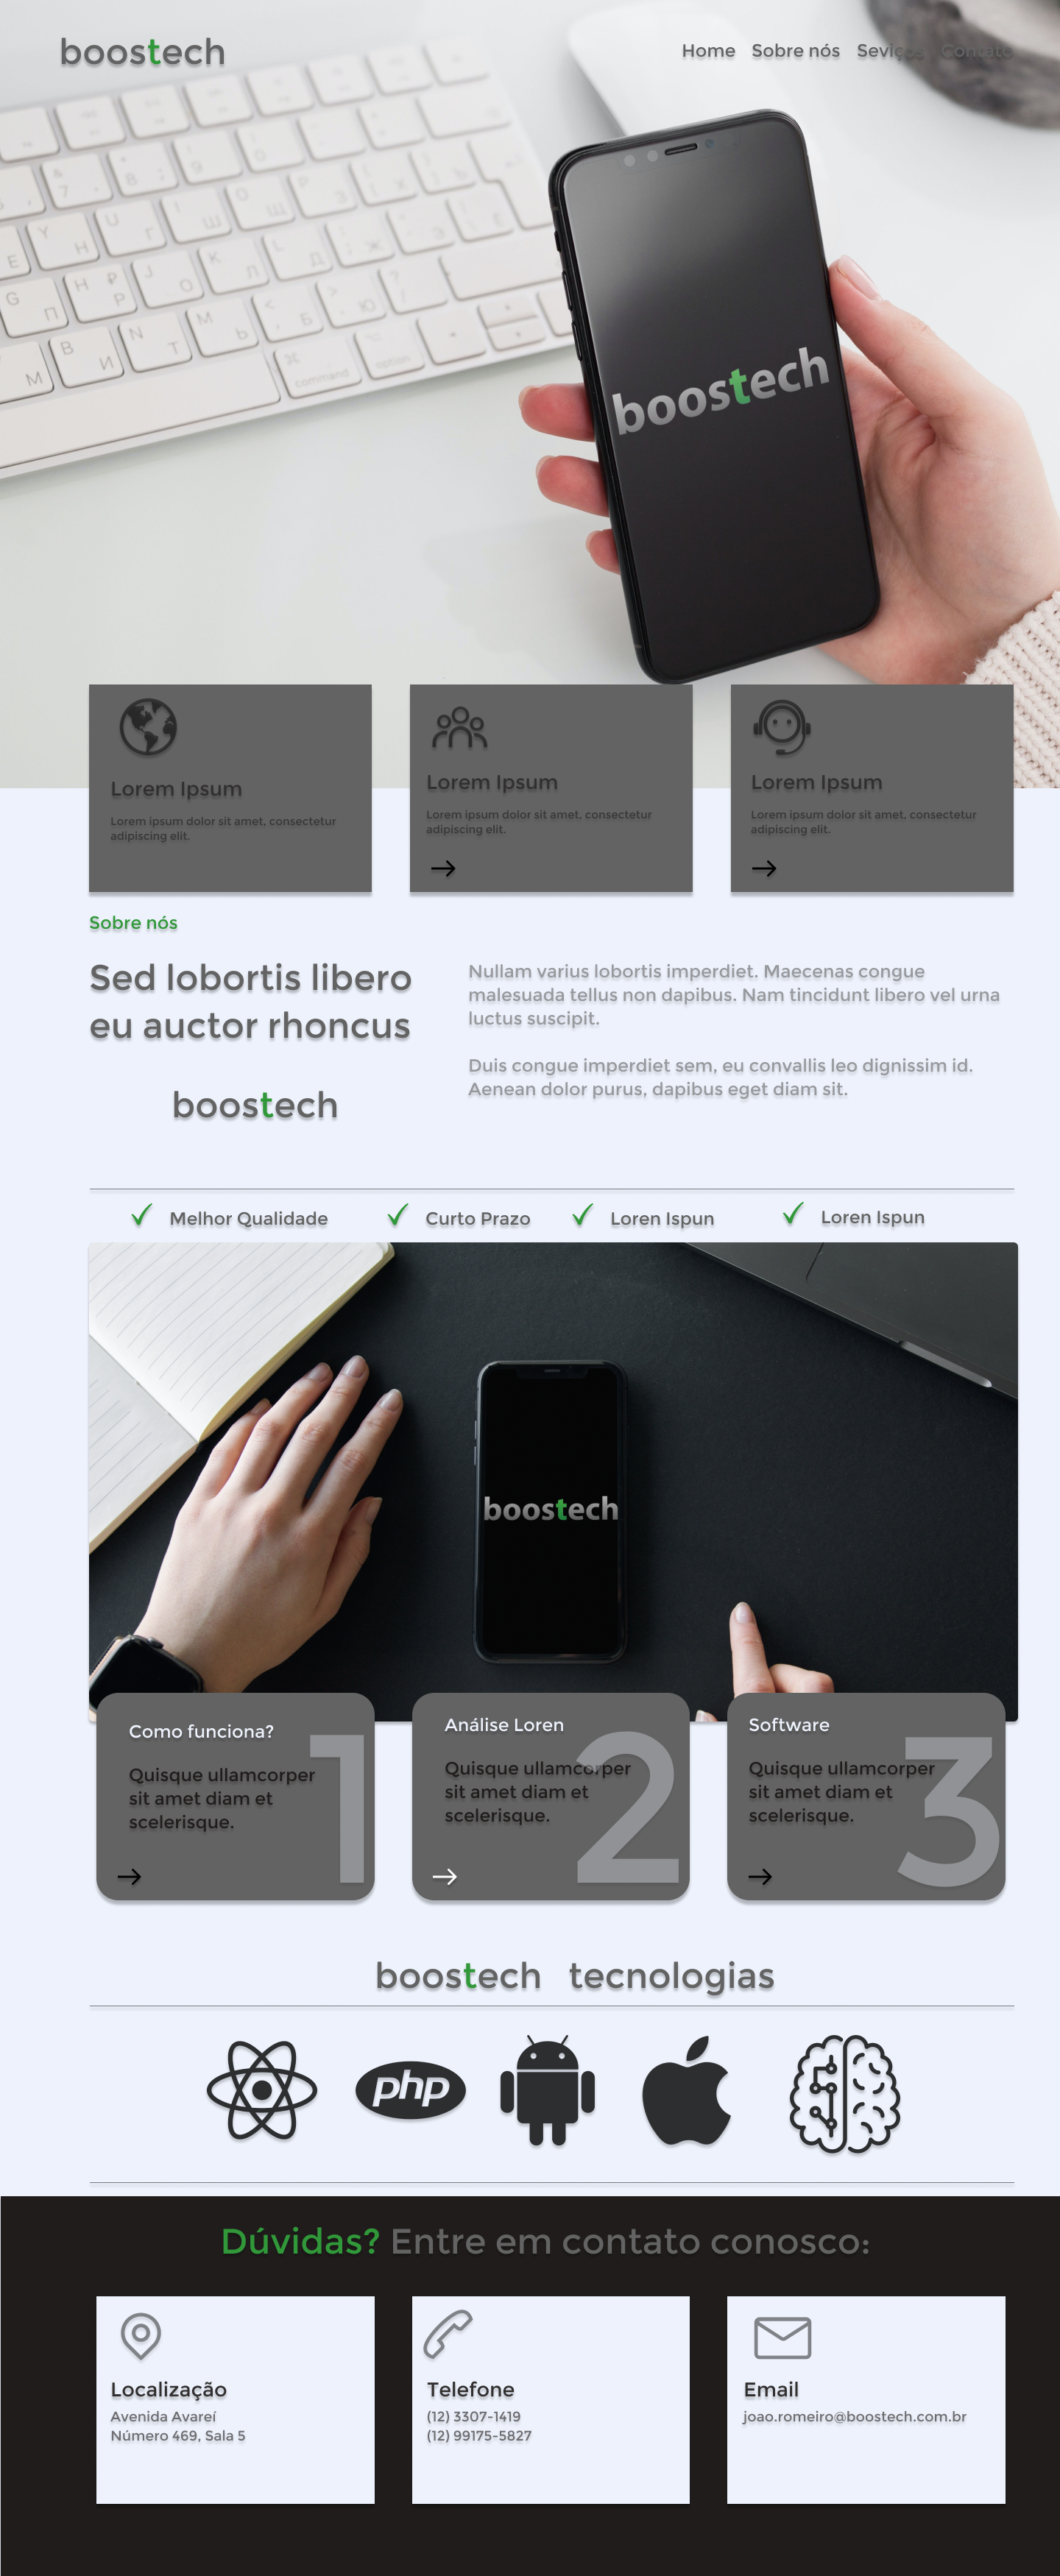 boostech
Home Sobre nós Seviços Contato
boostech
Lorem Ipsum
Lorem ipsum dolor sit amet, consectetur
adipiscing elit.
Lorem Ipsum
Lorem ipsum dolor sit amet, consectetur
adipiscing elit.
Lorem Ipsum
Lorem ipsum dolor sit amet, consectetur
adipiscing elit.
Sobre nós
Sed lobortis libero
eu auctor rhoncus
boostech
Nullam varius lobortis imperdiet. Maecenas congue
malesuada tellus non dapibus. Nam tincidunt libero vel urna
luctus suscipit.
Duis congue imperdiet sem, eu convallis leo dignissim id.
Aenean dolor purus, dapibus eget diam sit.
Melhor Qualidade
Curto Prazo
Loren Ispun
Loren Ispun
boostech
Como funciona?
Quisque ullamcorper
sit amet diam et
scelerisque.
1
Análise Loren
Quisque ullamcorper
sit amet diam et
scelerisque.
2
Software
Quisque ullamcorper
sit amet diam et
scelerisque.
3
boostech tecnologias
php
Dúvidas? Entre em contato conosco:
Localização
Avenida Avareí
Número 469, Sala 5
Telefone
(12) 3307-1419
(12) 99175-5827
Email
joao.romeiro@boostech.com.br